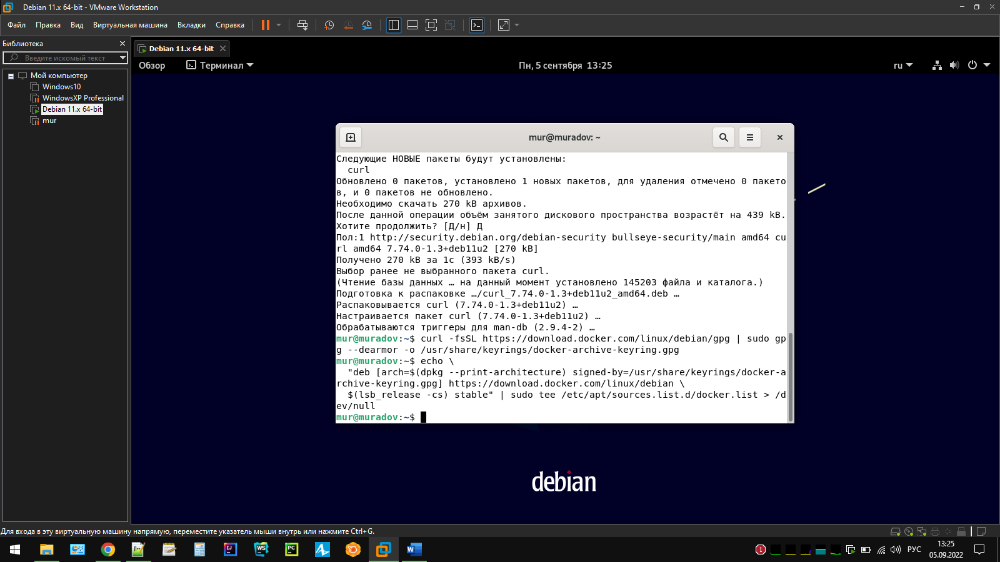 Debian 11.x 64-bit - VMware Workstation
Файл Правка Вид Виртуальная машина Вкладки Справка
Библиотека
Введите искомый текст
Мой компьютер
Windows10
WindowsXP Professional
Debian 11.x 64-bit
mur
Debian 11.x 64-bit
Обзор Терминал Пн, 5 сентября 13:25 ru
mur@muradov: ~
Следующие НОВЫЕ пакеты будут установлены:
curl
Обновлено 0 пакетов, установлено 1 новых пакетов, для удаления отмечено 0 пакето
в, и 0 пакетов не обновлено.
Необходимо скачать 270 kB архивов.
После данной операции объём занятого дискового пространства возрастёт на 439 kB.
Хотите продолжить? [Д/н] Д
Пол:1 http://security.debian.org/debian-security bullseye-security/main amd64 cu
rl amd64 7.74.0-1.3+deb11u2 [270 kB]
Получено 270 kB за 1с (393 kB/s)
Выбор ранее не выбранного пакета curl.
(Чтение базы данных … на данный момент установлено 145203 файла и каталога.)
Подготовка к распаковке …/curl_7.74.0-1.3+deb11u2_amd64.deb …
Распаковывается curl (7.74.0-1.3+deb11u2) …
Настраивается пакет curl (7.74.0-1.3+deb11u2) …
Обрабатываются триггеры для man-db (2.9.4-2) …
mur@muradov:~$ curl -fsSL https://download.docker.com/linux/debian/gpg | sudo gp
g --dearmor -o /usr/share/keyrings/docker-archive-keyring.gpg
mur@muradov:~$ echo \
"deb [arch=$(dpkg --print-architecture) signed-by=/usr/share/keyrings/docker-a
rchive-keyring.gpg] https://download.docker.com/linux/debian \
$(lsb_release -cs) stable" | sudo tee /etc/apt/sources.list.d/docker.list > /d
ev/null
mur@muradov:~$
debian
Для входа в эту виртуальную машину напрямую, переместите указатель мыши внутрь или нажмите Ctrl+G.
IJ WS PC W 1 РУС 13:25
05.09.2022